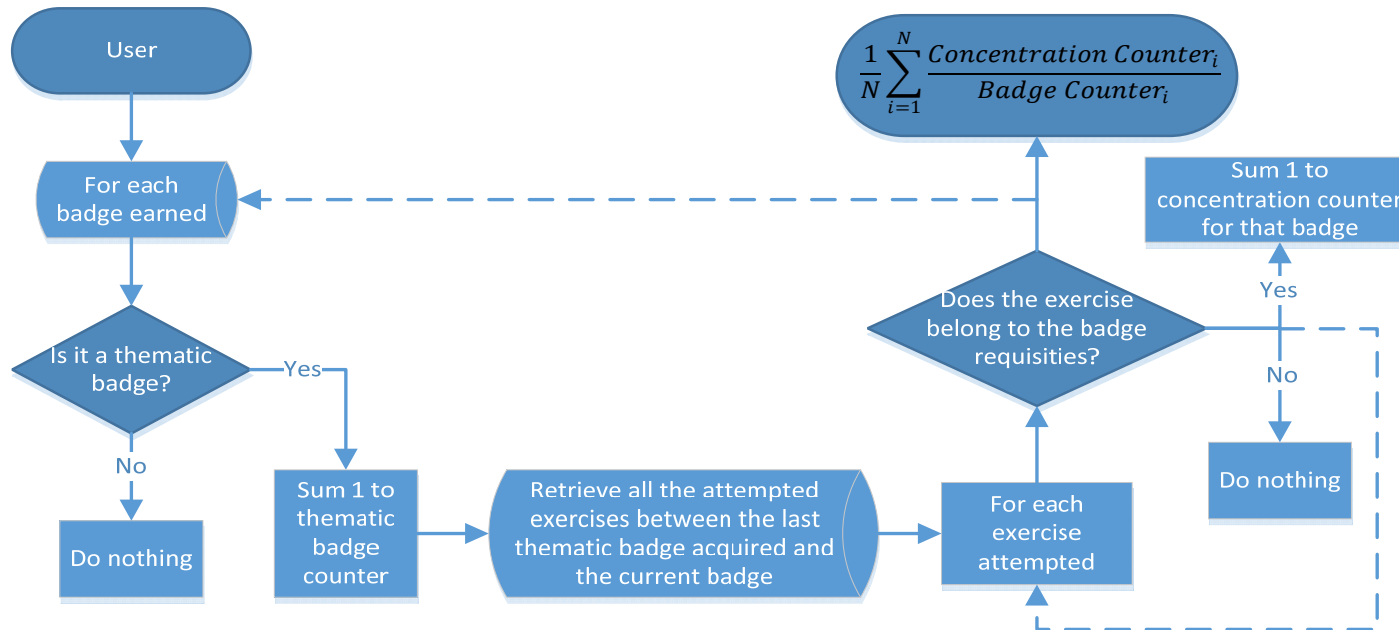 User
For each
badge earned
Is it a thematic
badge?
Yes
No
Do nothing
Sum 1 to
thematic
badge
counter
Retrieve all the attempted
exercises between the last
thematic badge acquired and
the current badge
For each
exercise
attempted
Does the exercise
belong to the badge
requisities?
Yes
Sum 1 to
concentration counter
for that badge
No
Do nothing
\frac{1}{N}\sum_{i=1}^{N}\frac{Concentration Counter_i}{Badge Counter_i}